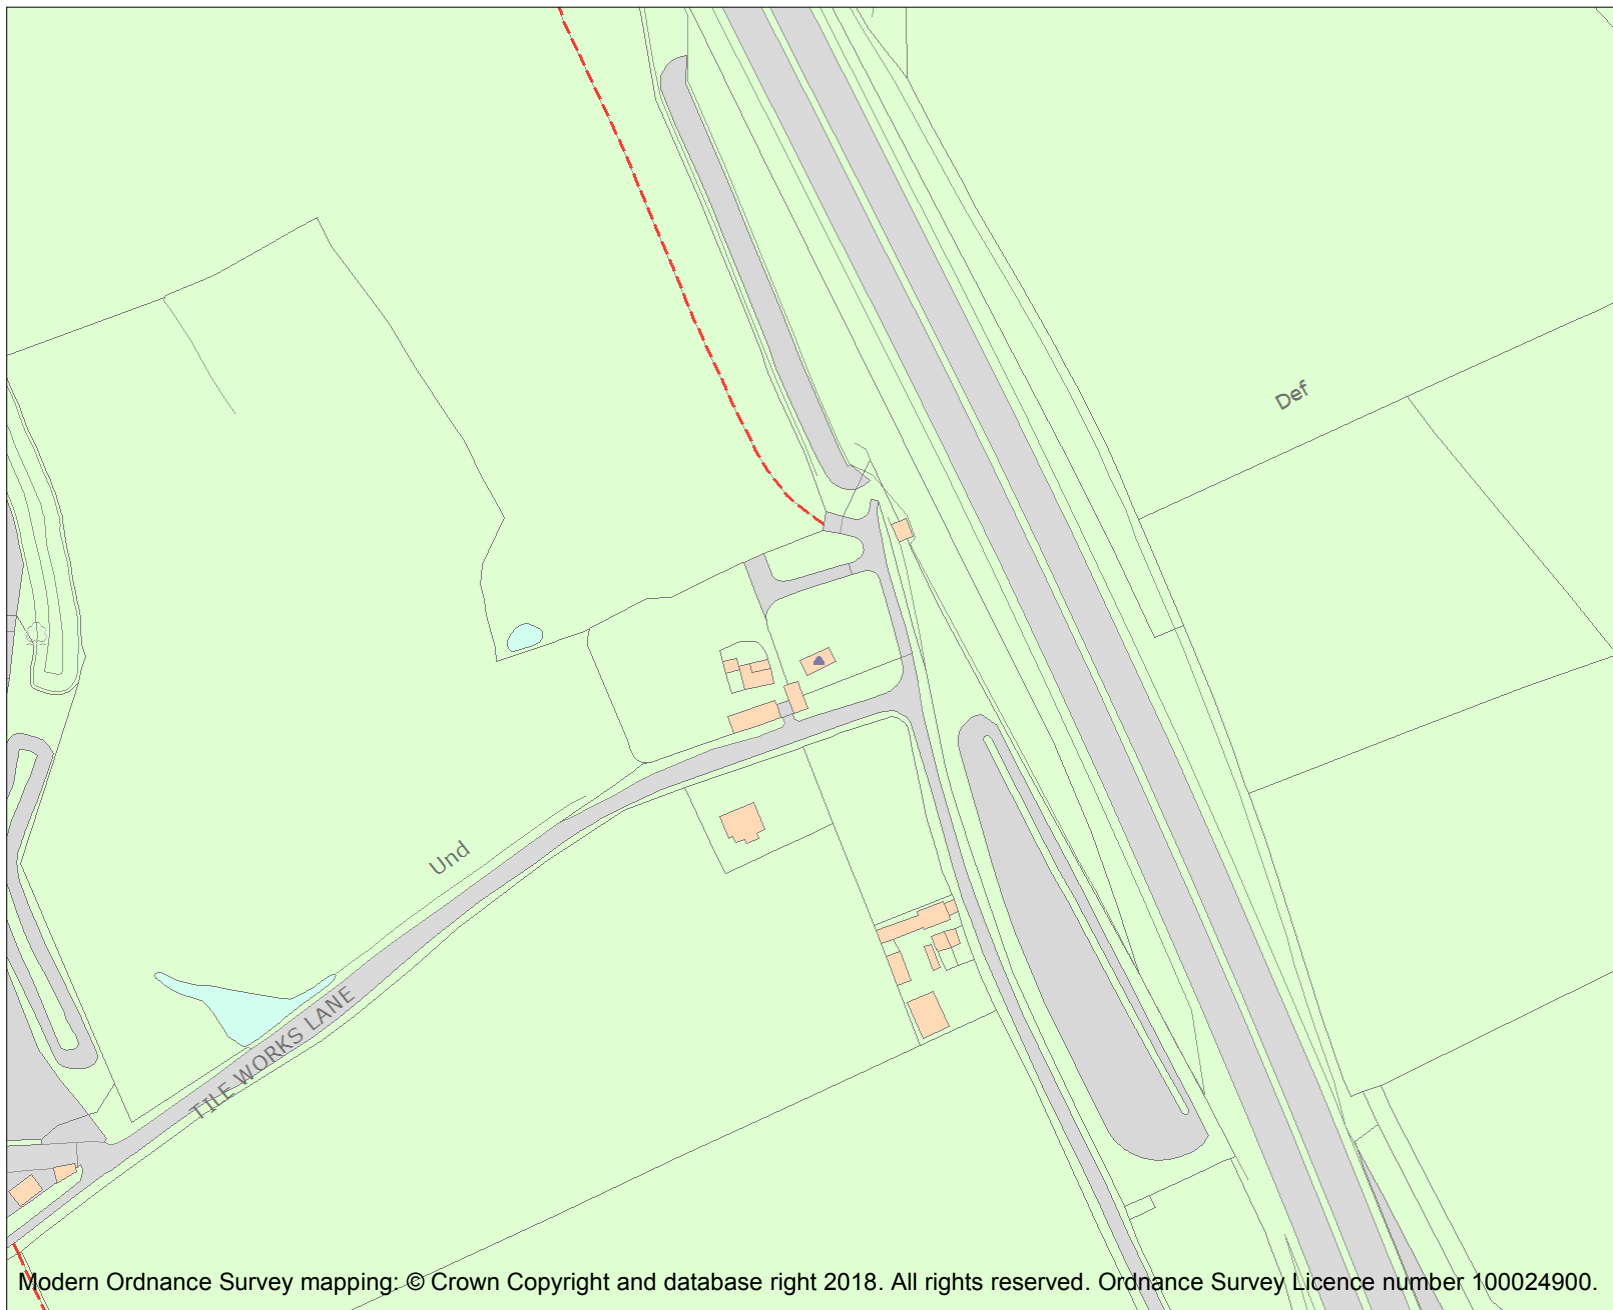 Def
Und
TILE WORKS LANE
Modern Ordnance Survey mapping: © Crown Copyright and database right 2018. All rights reserved. Ordnance Survey Licence number 100024900.